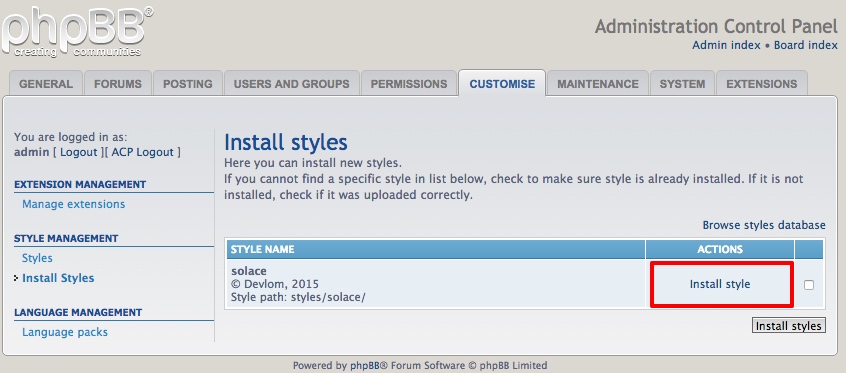 phpBB®
creating communities
Administration Control Panel
Admin index • Board index
GENERAL FORUMS POSTING USERS AND GROUPS PERMISSIONS CUSTOMISE MAINTENANCE SYSTEM EXTENSIONS
You are logged in as:
admin [ Logout ][ ACP Logout ]
EXTENSION MANAGEMENT
Manage extensions
STYLE MANAGEMENT
Styles
Install Styles
LANGUAGE MANAGEMENT
Language packs
Install styles
Here you can install new styles.
If you cannot find a specific style in list below, check to make sure style is already installed. If it is not
installed, check if it was uploaded correctly.
Browse styles database
STYLE NAME ACTIONS
solace
© Devlom, 2015
Style path: styles/solace/
Install style
Install styles
Powered by phpBB® Forum Software © phpBB Limited